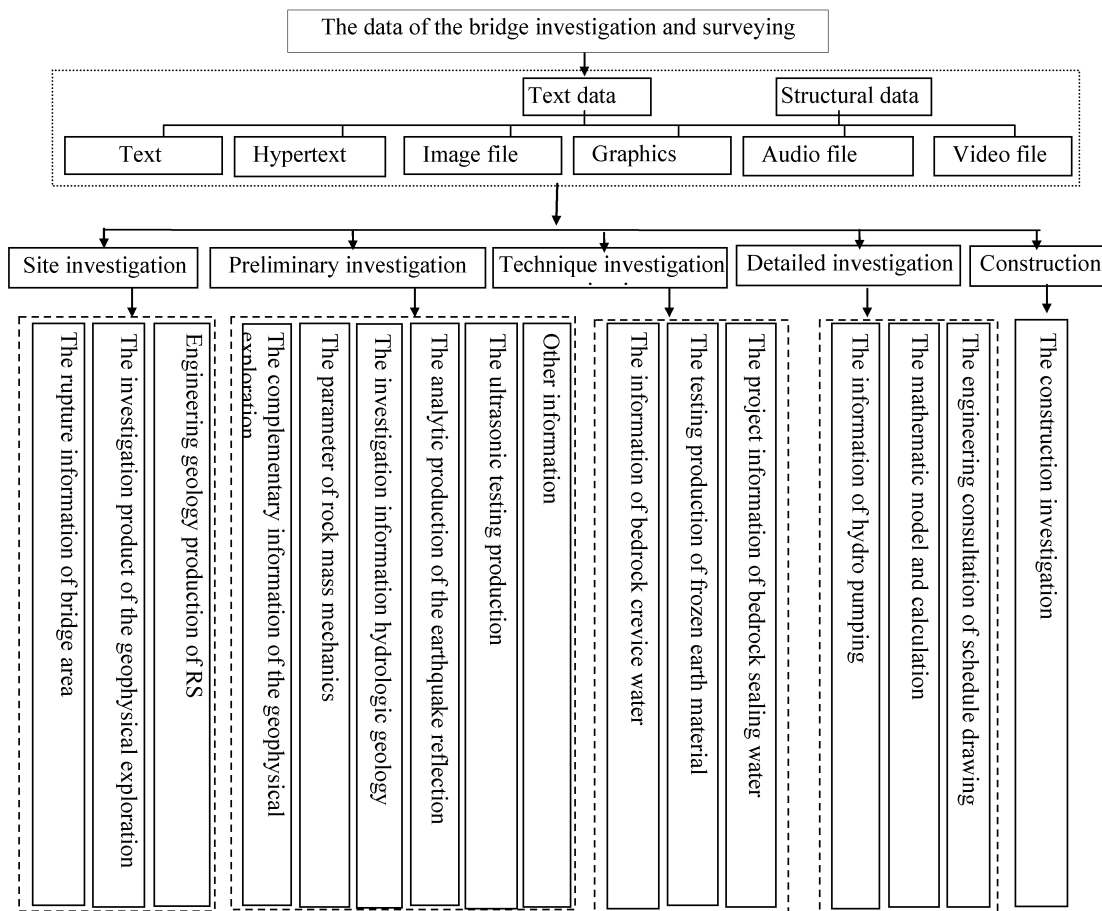 The data of the bridge investigation and surveying
Text data
Structural data
Text
Hypertext
Image file
Graphics
Audio file
Video file
Site investigation
Preliminary investigation
Technique investigation
Detailed investigation
Construction
The rupture information of bridge area
The investigation product of the geophysical exploration
Engineering geology production of RS
The complementary information of the geophysical
exploration
The parameter of rock mass mechanics
The investigation information hydrologic geology
The analytic production of the earthquake reflection
The ultrasonic testing production
Other information
The information of bedrock crevice water
The testing production of frozen earth material
The project information of bedrock sealing water
The information of hydro pumping
The mathematic model and calculation
The engineering consultation of schedule drawing
The construction investigation